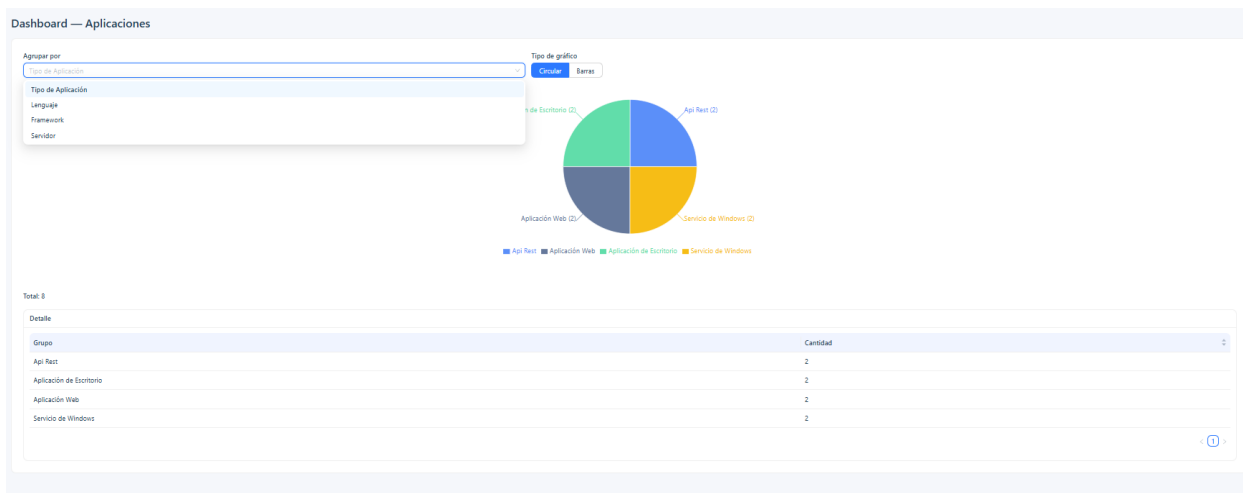 Dashboard — Aplicaciones
Agrupar por
Tipo de gráfico
Tipo de Aplicación
Circular
Barras
Tipo de Aplicación
Lenguaje
Framework
Servidor
de Escritorio (2)
Api Rest (2)
Aplicación Web (2)
Servicio de Windows (2)
Api Rest Aplicación Web Aplicación de Escritorio Servicio de Windows
Total: 8
Detalle
Grupo Cantidad
Api Rest 2
Aplicación de Escritorio 2
Aplicación Web 2
Servicio de Windows 2
1